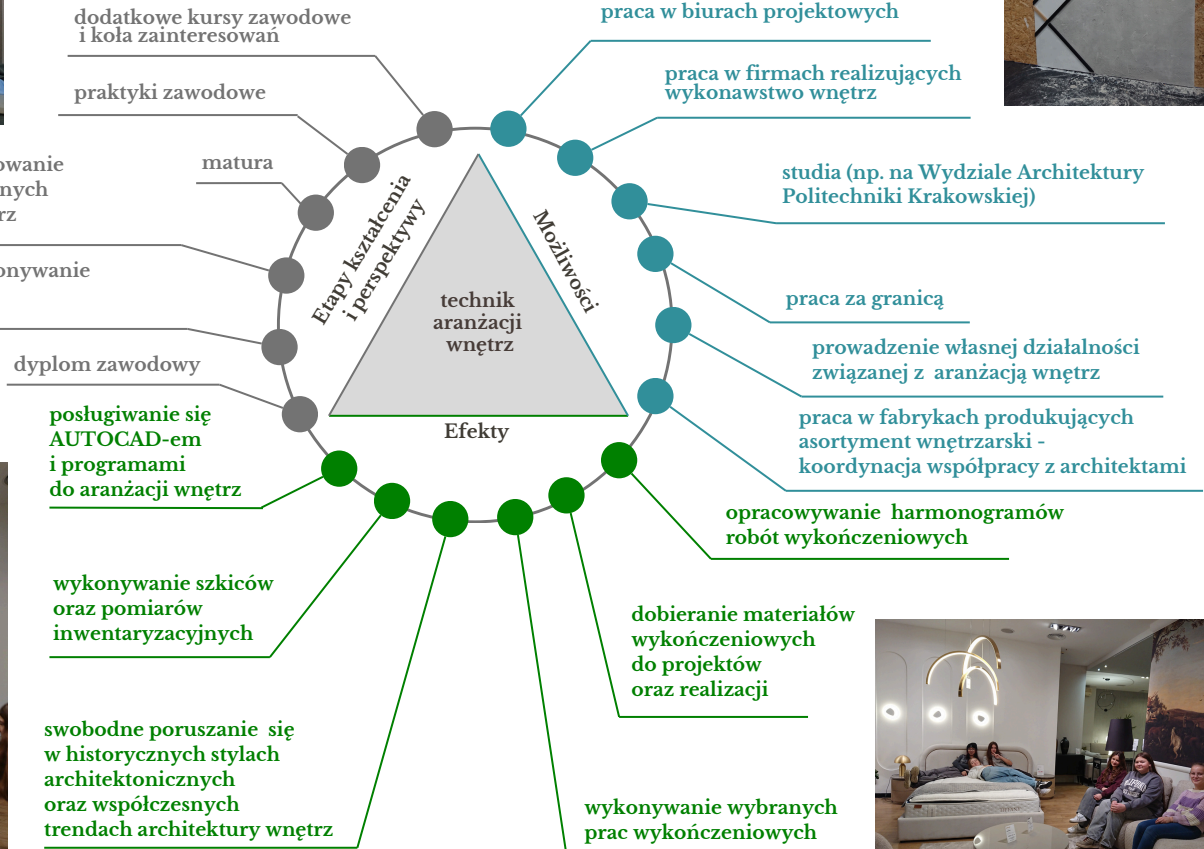 dodatkowe kursy zawodowe
i koła zainteresowań
praktyki zawodowe
matura
owanie
nych
rz
onywanie
dyplom zawodowy
Etapy kształcenia
i perspektywy
Możliwości
technik
aranżacji
wnętrz
Efekty
praca w biurach projektowych
praca w firmach realizujących
wykonawstwo wnętrz
studia (np. na Wydziale Architektury
Politechniki Krakowskiej)
praca za granicą
prowadzenie własnej działalności
związanej z aranżacją wnętrz
praca w fabrykach produkujących
asortyment wnętrzarski -
koordynacja współpracy z architektami
posługiwanie się
AUTOCAD-em
i programami
do aranżacji wnętrz
wykonywanie szkiców
oraz pomiarów
inwentaryzacyjnych
swobodne poruszanie się
w historycznych stylach
architektonicznych
oraz współczesnych
trendach architektury wnętrz
wykonywanie wybranych
prac wykończeniowych
dobieranie materiałów
wykończeniowych
do projektów
oraz realizacji
opracowywanie harmonogramów
robót wykończeniowych